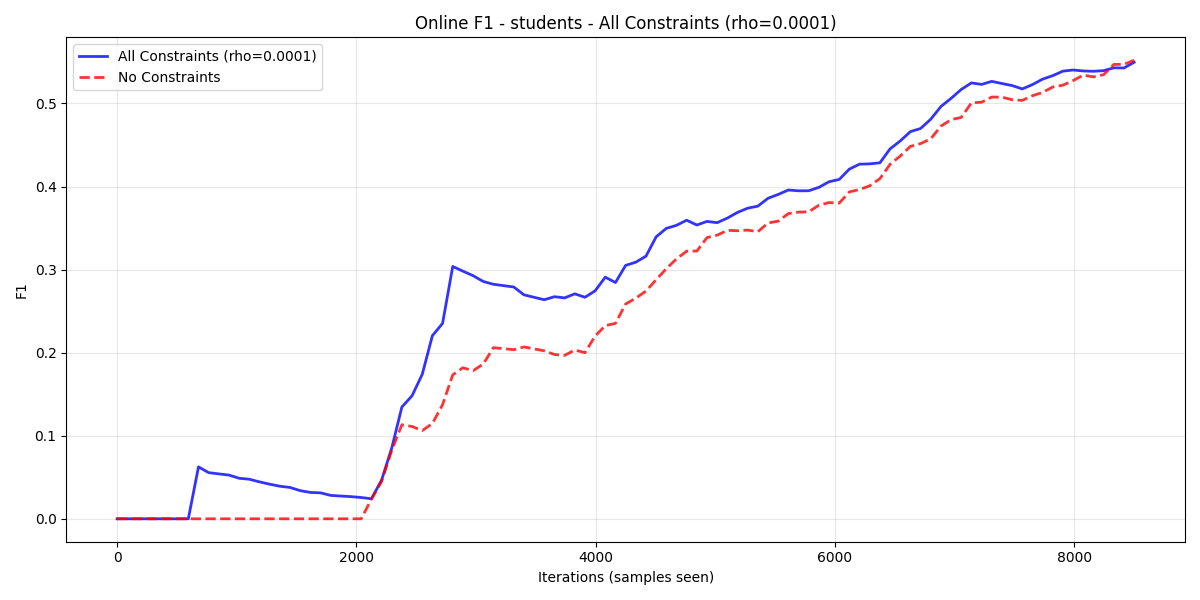 Online F1 - students - All Constraints (rho=0.0001)
All Constraints (rho=0.0001)
No Constraints
F1
0.5
0.4
0.3
0.2
0.1
0.0
0 2000 4000 6000 8000
Iterations (samples seen)